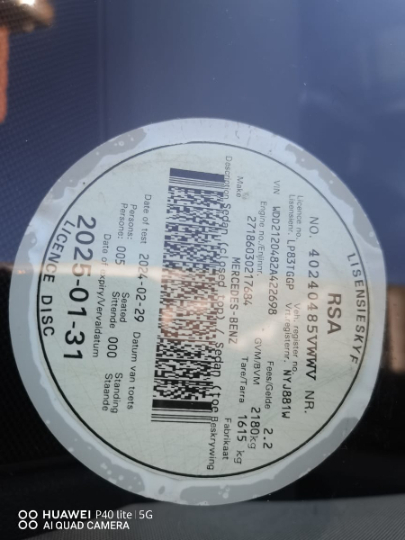 LISENSIESKYF
RSA
NO. 40240485VWWV NR.
Licence no. Veh. register no.
Lisensienr. LP83TGGP Vrt.registernr. NYJ881W
VIN WDD2120482A422698 Fees/Gelde 2.2
Engine no./Enjinnr. GVM/BVM 2180kg
27186030217684 Tare/Tarra 1615 kg
Make MERCEDES-BENZ Fabrikaat
Description Sedan (closed top) / Sedan (toe Beskrywing
Date of test 2024-02-29 Datum van toets
Persons: Seated Standing
Persone: 005 Sittende 000 Staande
Date of expiry/Vervaldatum
2025-01-31
LICENCE DISC
HUAWEI P40 lite | 5G
AI QUAD CAMERA